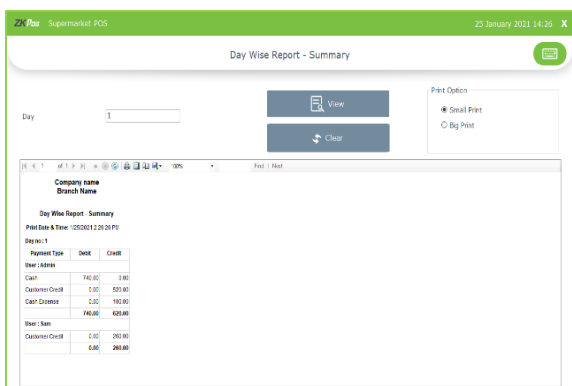 ZKPos Supermarket POS 25 January 2021 14:26 X
Day Wise Report - Summary
Print Option
View
Small Print
Day 1
Big Print
Clear
1 of 1 100% Find | Next
Company name
Branch Name
Day Wise Report - Summary
Print Date & Time: 1/25/2021 2:26:26 PM
Day no : 1
Payment Type Debit Credit
User : Admin
Cash 740.00 0.00
Customer Credit 0.00 520.00
Cash Expense 0.00 100.00
740.00 620.00
User : Sam
Customer Credit 0.00 260.00
0.00 260.00